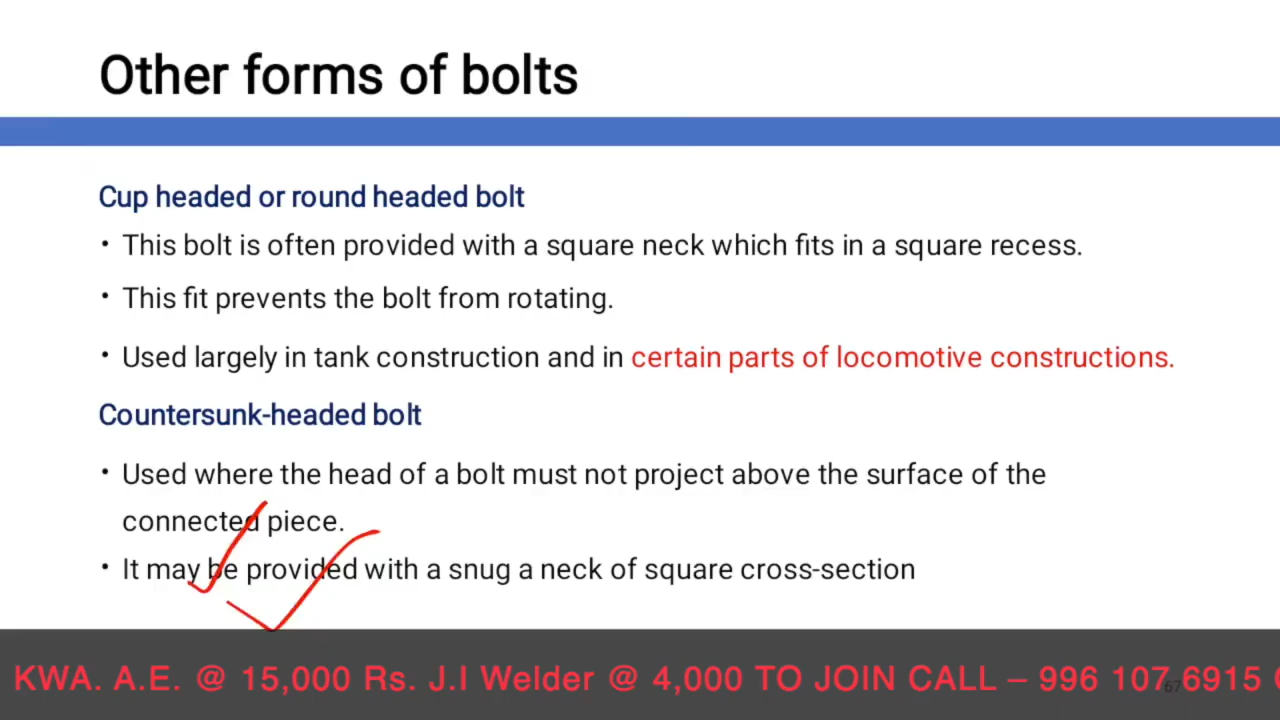 Other forms of bolts
Cup headed or round headed bolt
• This bolt is often provided with a square neck which fits in a square recess.
• This fit prevents the bolt from rotating.
• Used largely in tank construction and in certain parts of locomotive constructions.
Countersunk-headed bolt
• Used where the head of a bolt must not project above the surface of the
connected piece.
• It may be provided with a snug a neck of square cross-section
KWA. A.E. @ 15,000 Rs. J.I Welder @ 4,000 TO JOIN CALL – 996 107 6915
67